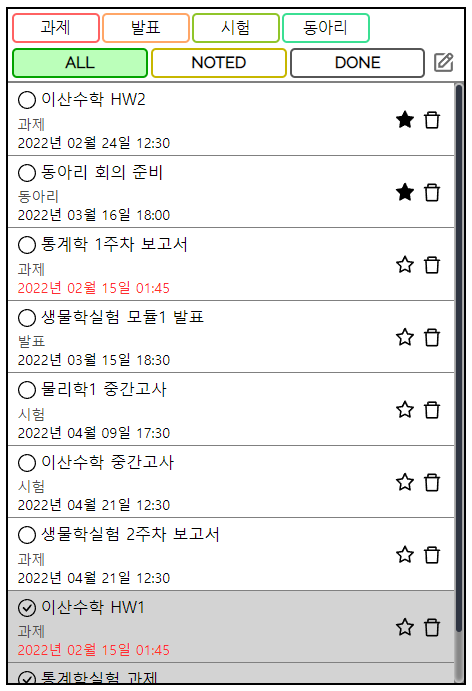 과제 발표 시험 동아리
ALL NOTED DONE
이산수학 HW2
과제
2022년 02월 24일 12:30
동아리 회의 준비
동아리
2022년 03월 16일 18:00
통계학 1주차 보고서
과제
2022년 02월 15일 01:45
생물학실험 모듈1 발표
발표
2022년 03월 15일 18:30
물리학1 중간고사
시험
2022년 04월 09일 17:30
이산수학 중간고사
시험
2022년 04월 21일 12:30
생물학실험 2주차 보고서
과제
2022년 04월 21일 12:30
이산수학 HW1
과제
2022년 02월 15일 01:45
통계학실험 과제